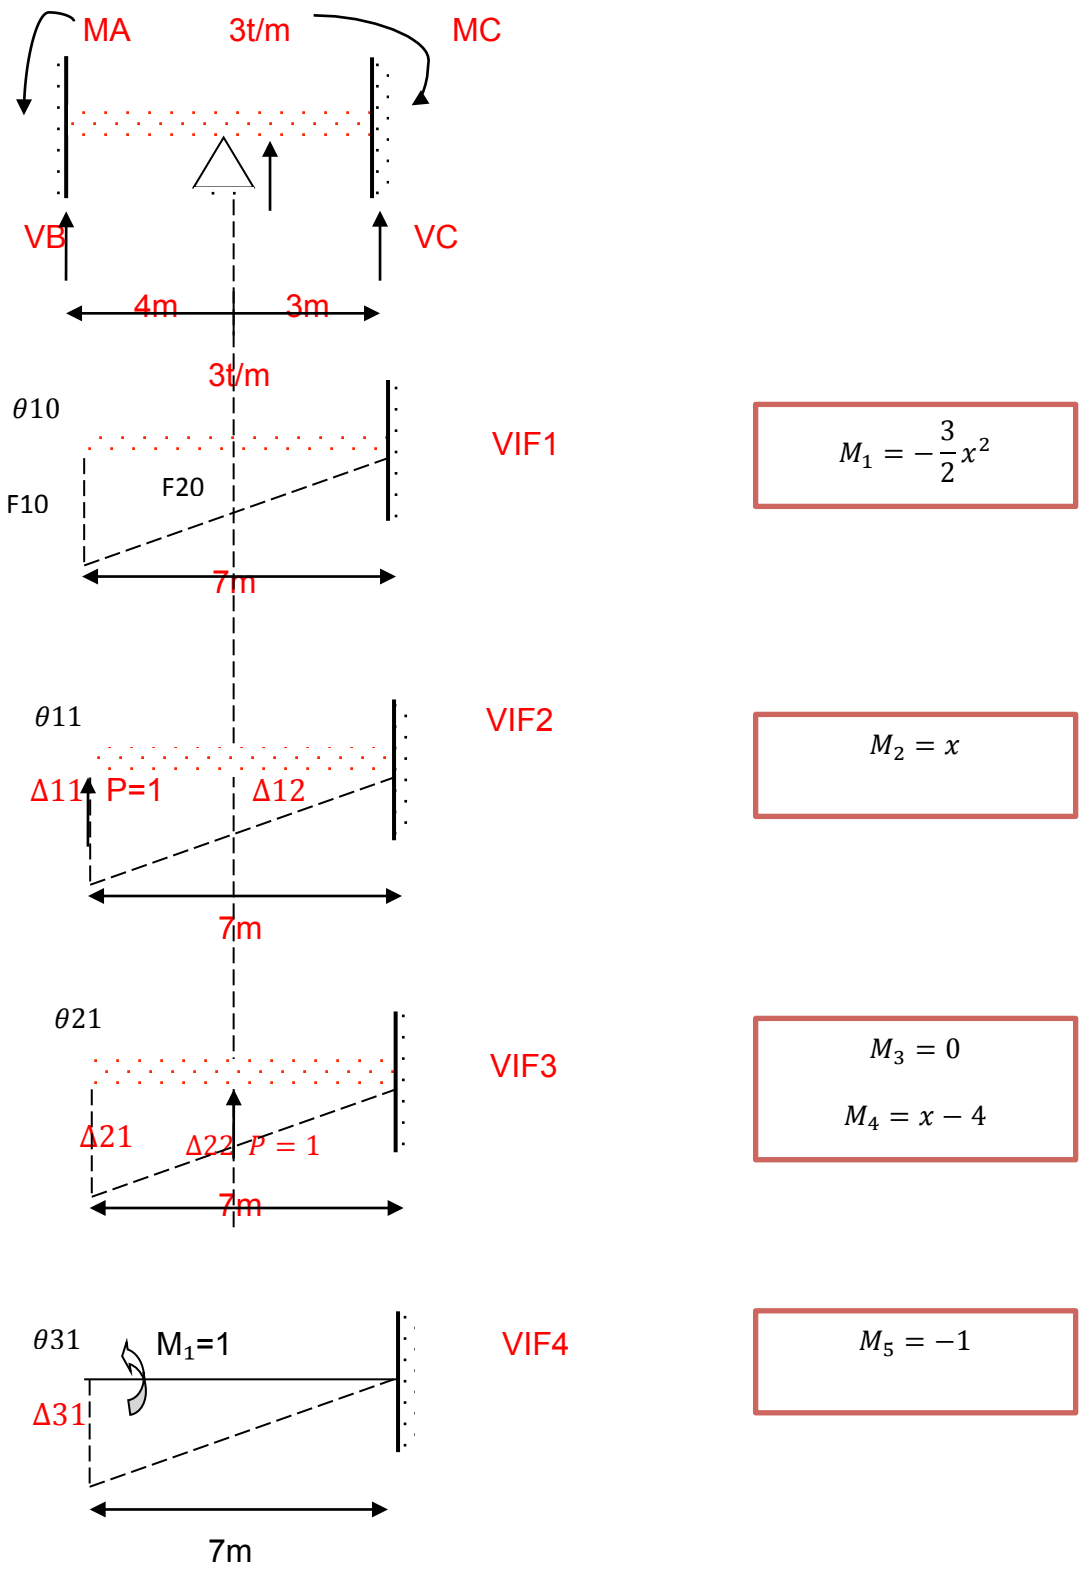 MA 3t/m MC
VB VC
4m 3m
3t/m
𝜃10
VIF1
F10 F20
7m
𝑀₁ = −3/2 𝑥²
𝜃11
VIF2
Δ11 P=1 Δ12
7m
𝑀₂ = 𝑥
𝜃21
VIF3
Δ21 Δ22 𝑃 = 1
7m
𝑀₃ = 0
𝑀₄ = 𝑥 − 4
𝜃31 M₁=1 VIF4
Δ31
7m
𝑀₅ = −1